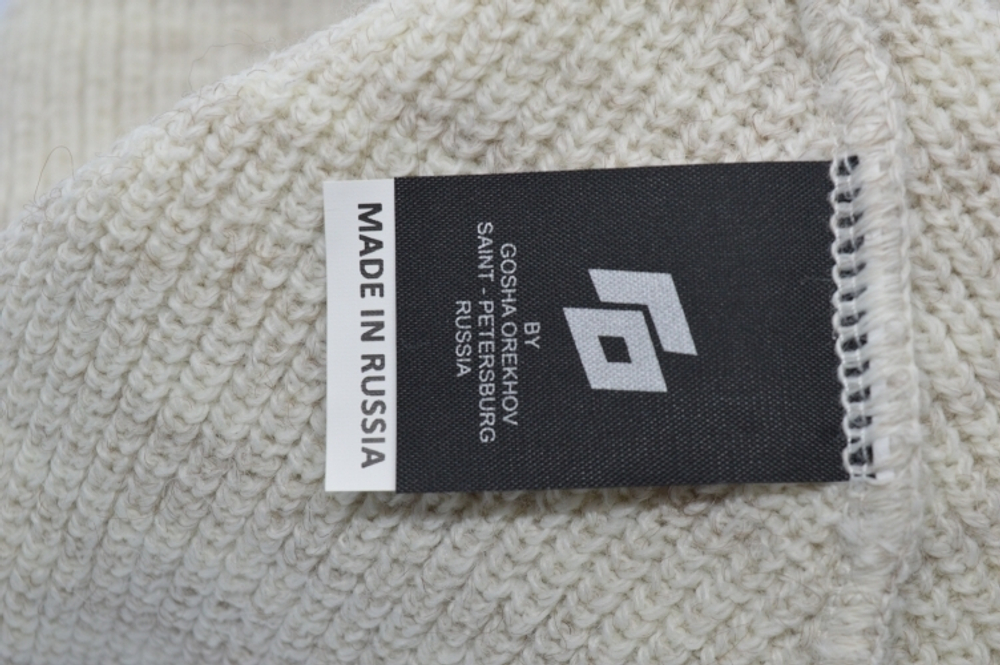 BY
GOSHA OREKHOV
SAINT - PETERSBURG
RUSSIA
MADE IN RUSSIA